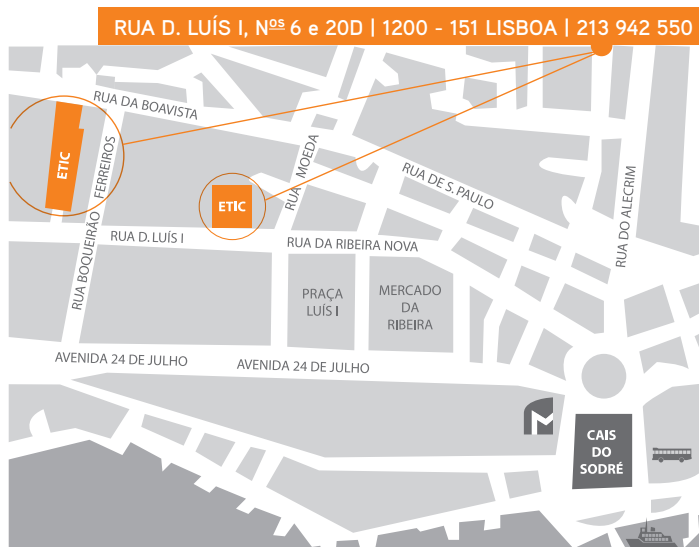 RUA D. LUÍS I, Nos 6 e 20D | 1200 - 151 LISBOA | 213 942 550
RUA DA BOAVISTA
RUA MOEDA
ETIC
RUA BOQUEIRÃO FERREIROS
RUA DE S. PAULO
ETIC
RUA DO ALECRIM
RUA D. LUÍS I
RUA DA RIBEIRA NOVA
PRAÇA
LUÍS I
MERCADO
DA
RIBEIRA
AVENIDA 24 DE JULHO
AVENIDA 24 DE JULHO
M
CAIS
DO
SODRÉ